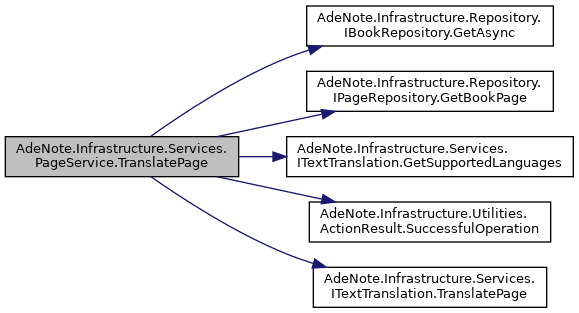 AdeNote.Infrastructure.Repository.
IBookRepository.GetAsync
AdeNote.Infrastructure.Repository.
IPageRepository.GetBookPage
AdeNote.Infrastructure.Services.
PageService.TranslatePage
AdeNote.Infrastructure.Services.
ITextTranslation.GetSupportedLanguages
AdeNote.Infrastructure.Utilities.
ActionResult.SuccessfulOperation
AdeNote.Infrastructure.Services.
ITextTranslation.TranslatePage